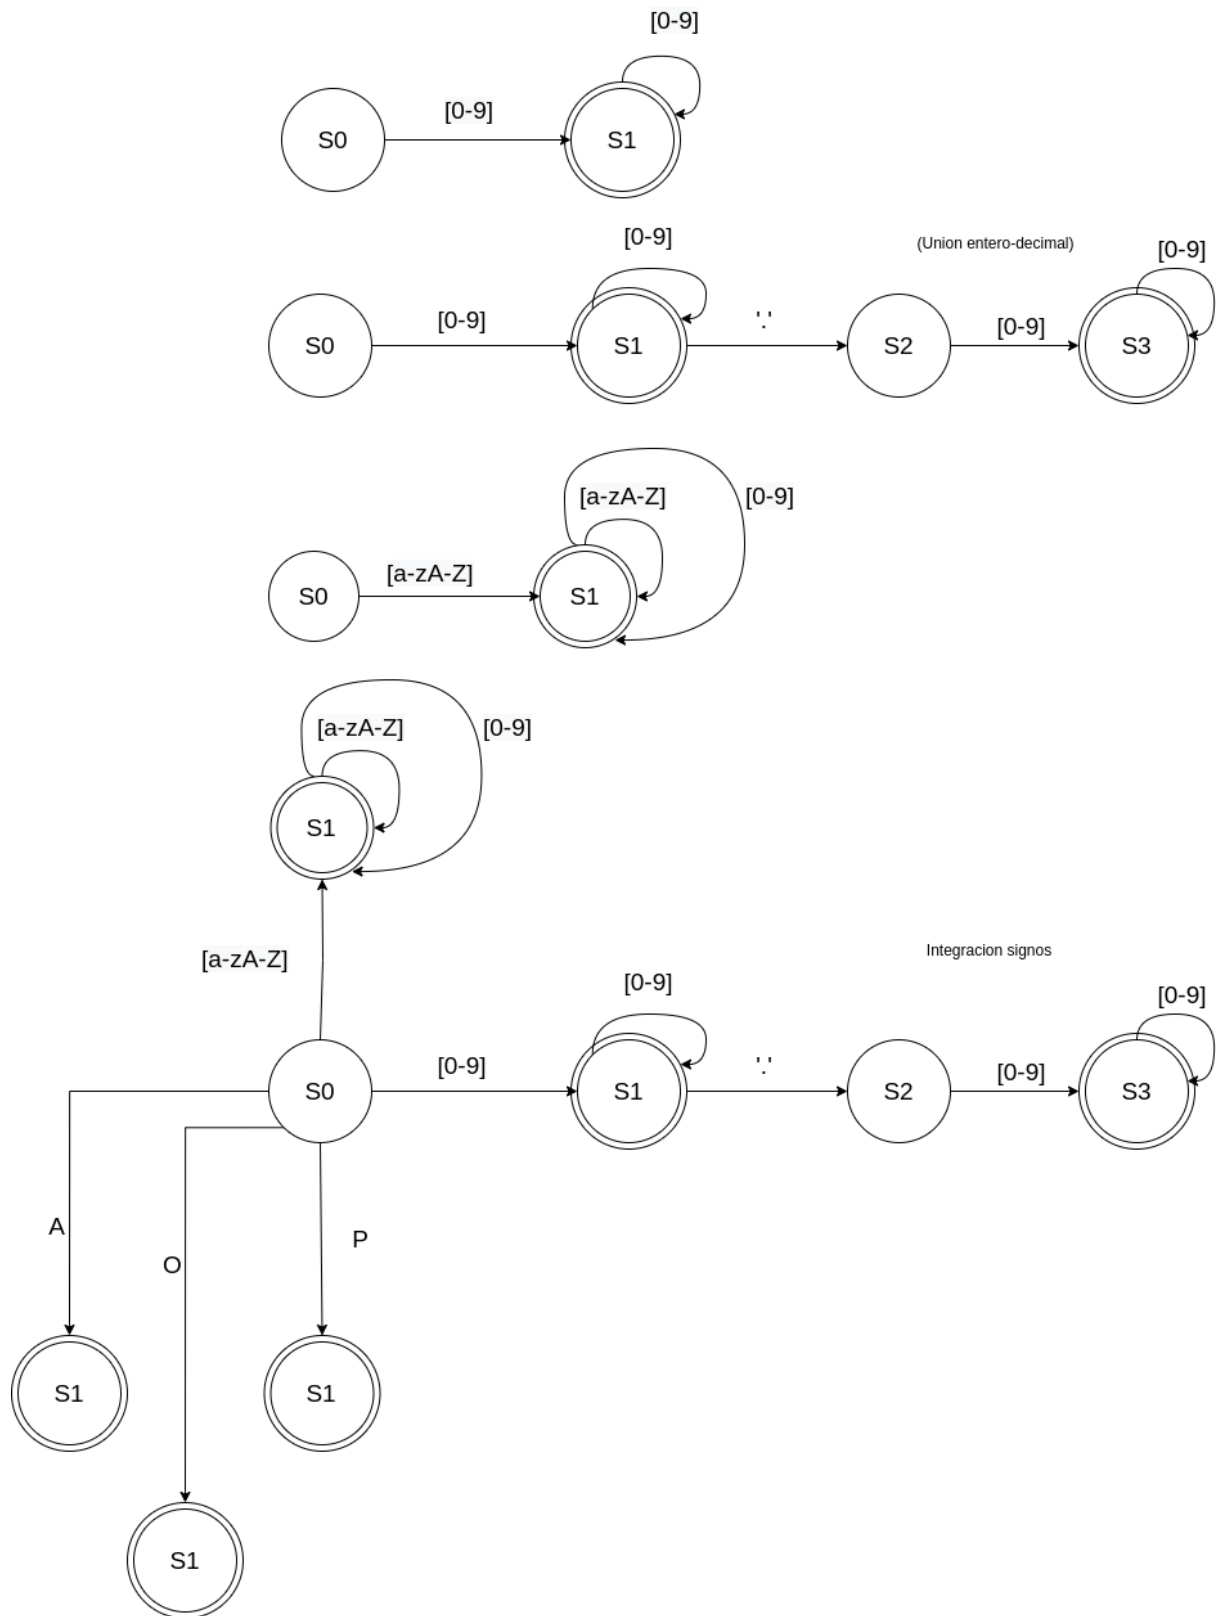 [0-9]
[0-9]
S0
S1
[0-9]
(Union entero-decimal)
[0-9]
[0-9]
'.'
[0-9]
S0
S1
S2
S3
[a-zA-Z]
[0-9]
[a-zA-Z]
S0
S1
[a-zA-Z]
[0-9]
S1
[a-zA-Z]
Integracion signos
[0-9]
[0-9]
[0-9]
'.'
[0-9]
S0
S1
S2
S3
A
P
O
S1
S1
S1